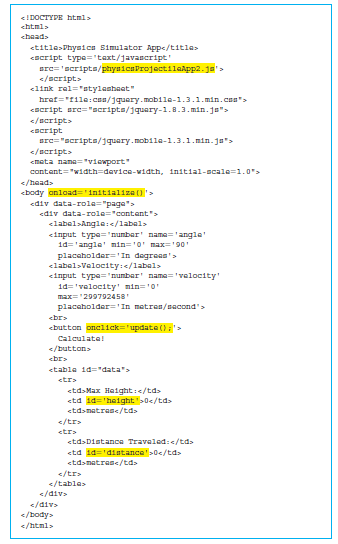 <!DOCTYPE html>
<html>
<head>
<title>Physics Simulator App</title>
<script type='text/javascript'
src='scripts/physicsProjectileApp2.js'>
</script>
<link rel="stylesheet"
href="file:css/jquery.mobile-1.3.1.min.css">
<script src="scripts/jquery-1.8.3.min.js">
</script>
<script
src="scripts/jquery.mobile-1.3.1.min.js">
</script>
<meta name="viewport"
content="width=device-width, initial-scale=1.0">
</head>
<body onload='initialize()'>
<div data-role="page">
<div data-role="content">
<label>Angle:</label>
<input type='number' name='angle'
id='angle' min='0' max='90'
placeholder='In degrees'>
<label>Velocity:</label>
<input type='number' name='velocity'
id='velocity' min='0'
max='299792458'
placeholder='In metres/second'>
<br>
<button onclick='update();'>
Calculate!
</button>
<br>
<table id="data">
<tr>
<td>Max Height:</td>
<td id='height'>0</td>
<td>metres</td>
</tr>
<tr>
<td>Distance Traveled:</td>
<td id='distance'>0</td>
<td>metres</td>
</tr>
</table>
</div>
</div>
</body>
</html>